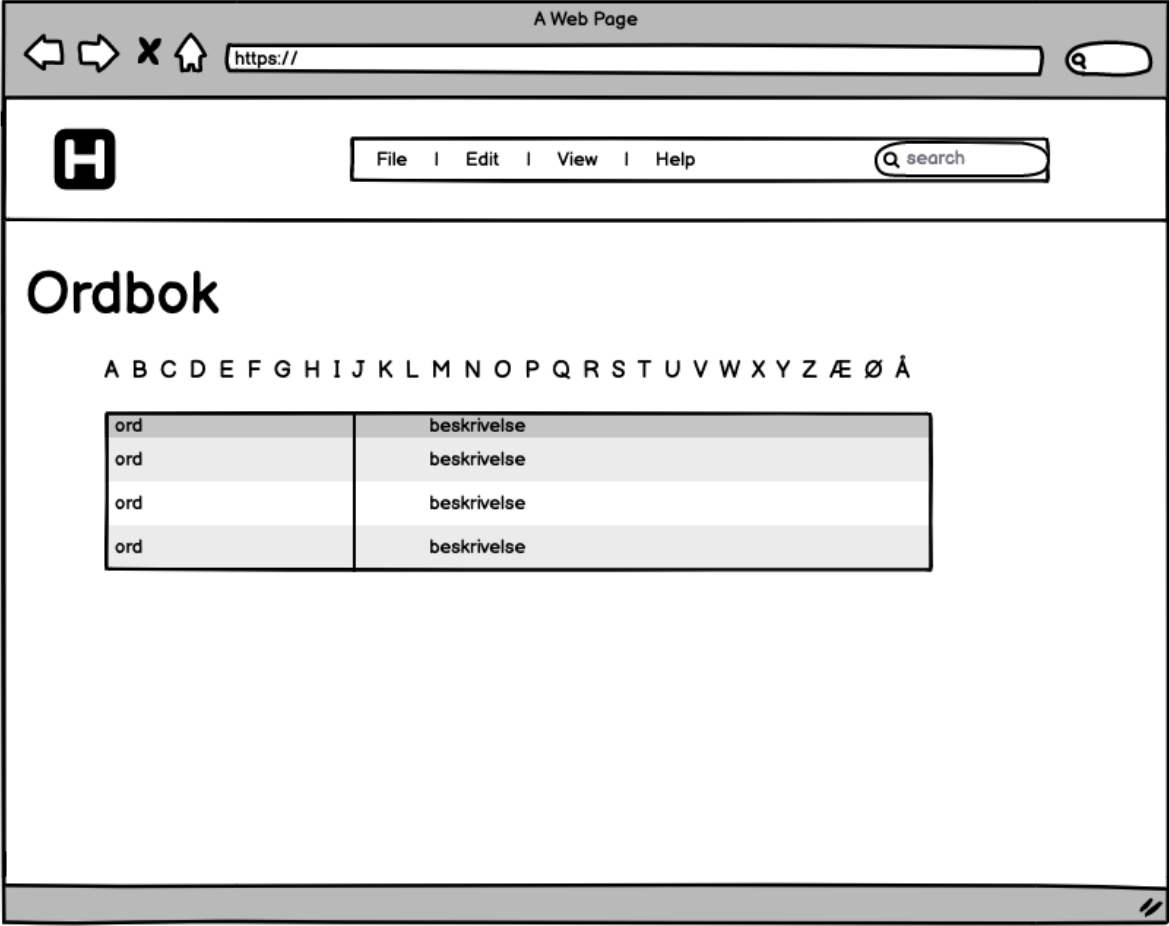 A Web Page
https://
H
File | Edit | View | Help search
Ordbok
A B C D E F G H I J K L M N O P Q R S T U V W X Y Z Æ Ø Å
ord beskrivelse
ord beskrivelse
ord beskrivelse
ord beskrivelse